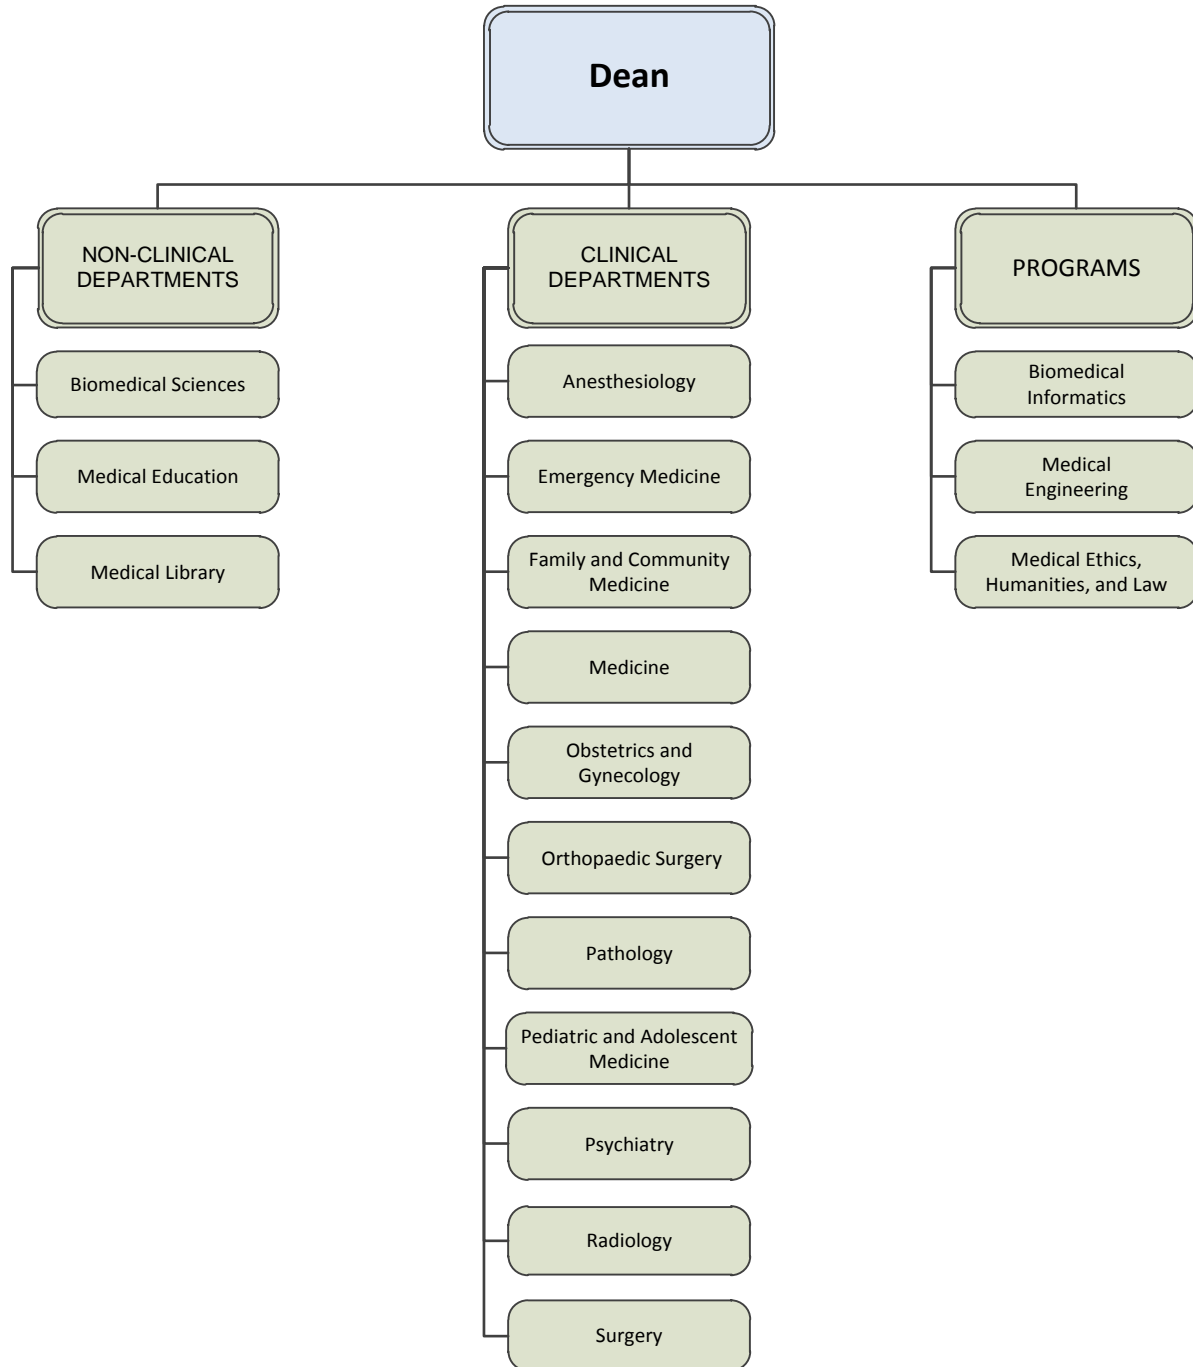 Dean
NON-CLINICAL
DEPARTMENTS
Biomedical Sciences
Medical Education
Medical Library
CLINICAL
DEPARTMENTS
Anesthesiology
Emergency Medicine
Family and Community
Medicine
Medicine
Obstetrics and
Gynecology
Orthopaedic Surgery
Pathology
Pediatric and Adolescent
Medicine
Psychiatry
Radiology
Surgery
PROGRAMS
Biomedical
Informatics
Medical
Engineering
Medical Ethics,
Humanities, and Law